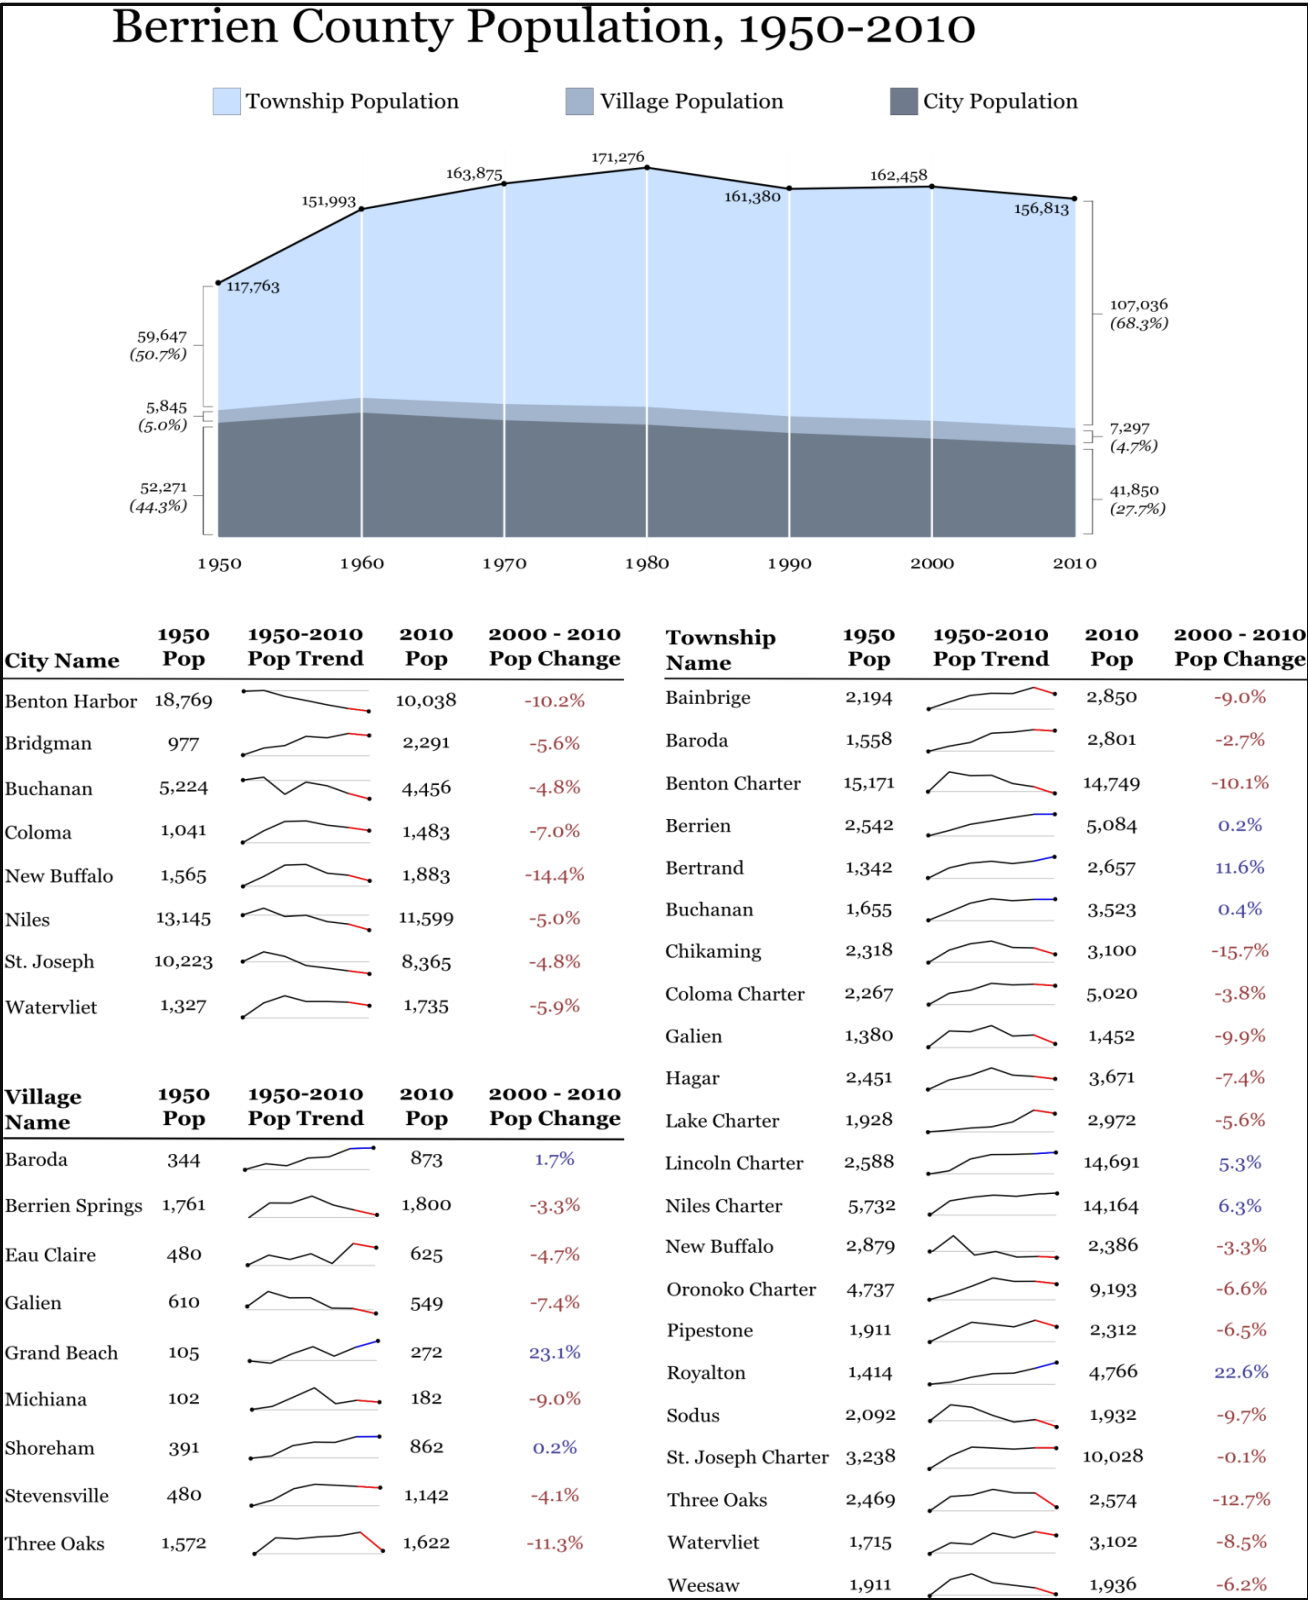 Berrien County Population, 1950-2010
Township Population Village Population City Population
171,276
163,875
162,458
151,993
161,380
156,813
117,763
59,647
(50.7%)
107,036
(68.3%)
5,845
(5.0%)
7,297
(4.7%)
52,271
(44.3%)
41,850
(27.7%)
1950 1960 1970 1980 1990 2000 2010
City Name 1950 Pop 1950-2010 Pop Trend 2010 Pop 2000 - 2010 Pop Change
Benton Harbor 18,769 10,038 -10.2%
Bridgman 977 2,291 -5.6%
Buchanan 5,224 4,456 -4.8%
Coloma 1,041 1,483 -7.0%
New Buffalo 1,565 1,883 -14.4%
Niles 13,145 11,599 -5.0%
St. Joseph 10,223 8,365 -4.8%
Watervliet 1,327 1,735 -5.9%
Village Name 1950 Pop 1950-2010 Pop Trend 2010 Pop 2000 - 2010 Pop Change
Baroda 344 873 1.7%
Berrien Springs 1,761 1,800 -3.3%
Eau Claire 480 625 -4.7%
Galien 610 549 -7.4%
Grand Beach 105 272 23.1%
Michiana 102 182 -9.0%
Shoreham 391 862 0.2%
Stevensville 480 1,142 -4.1%
Three Oaks 1,572 1,622 -11.3%
Township Name 1950 Pop 1950-2010 Pop Trend 2010 Pop 2000 - 2010 Pop Change
Bainbrige 2,194 2,850 -9.0%
Baroda 1,558 2,801 -2.7%
Benton Charter 15,171 14,749 -10.1%
Berrien 2,542 5,084 0.2%
Bertrand 1,342 2,657 11.6%
Buchanan 1,655 3,523 0.4%
Chikaming 2,318 3,100 -15.7%
Coloma Charter 2,267 5,020 -3.8%
Galien 1,380 1,452 -9.9%
Hagar 2,451 3,671 -7.4%
Lake Charter 1,928 2,972 -5.6%
Lincoln Charter 2,588 14,691 5.3%
Niles Charter 5,732 14,164 6.3%
New Buffalo 2,879 2,386 -3.3%
Oronoko Charter 4,737 9,193 -6.6%
Pipestone 1,911 2,312 -6.5%
Royalton 1,414 4,766 22.6%
Sodus 2,092 1,932 -9.7%
St. Joseph Charter 3,238 10,028 -0.1%
Three Oaks 2,469 2,574 -12.7%
Watervliet 1,715 3,102 -8.5%
Weesaw 1,911 1,936 -6.2%